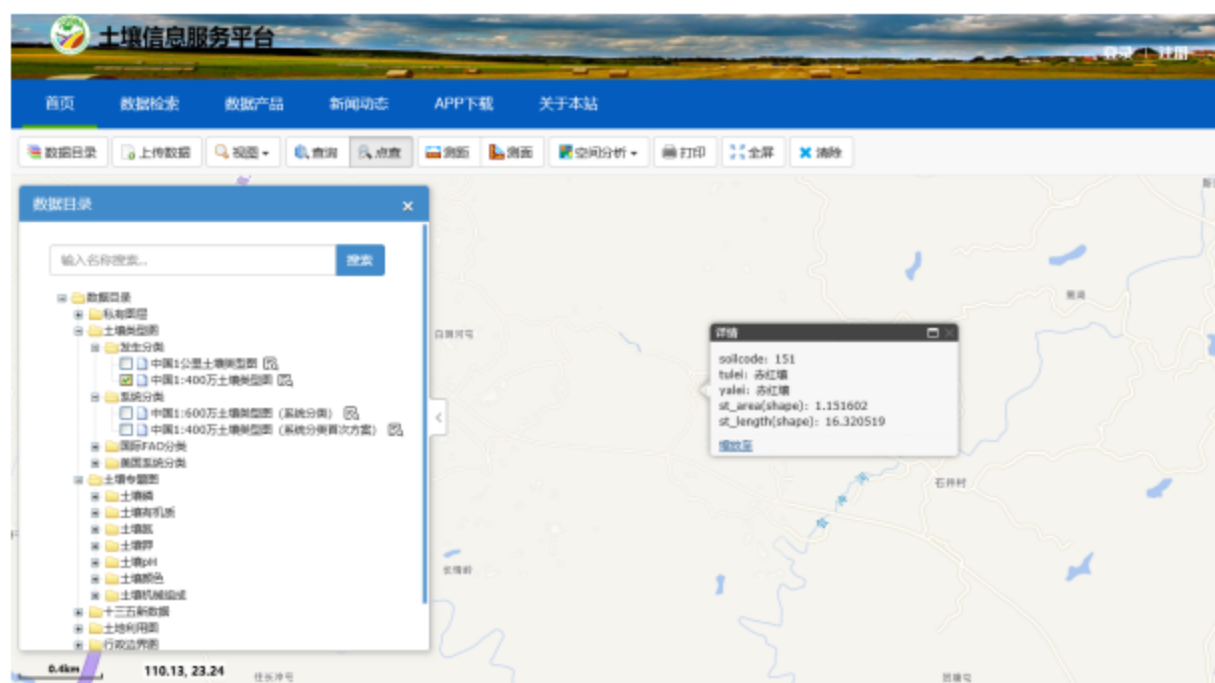 土壤信息服务平台
登录 | 注册
首页 数据检索 数据产品 新闻动态 APP下载 关于本站
数据目录 上传数据 视图 查询 点查 测距 测面 空间分析 打印 全屏 清除
数据目录 ×
输入名称搜索... 搜索
数据目录
私有图层
土壤类型图
发生分类
中国1公里土壤类型图
中国1:400万土壤类型图
系统分类
中国1:600万土壤类型图（系统分类）
中国1:400万土壤类型图（系统分类首次方案）
国际FAO分类
美国系统分类
土壤专题图
土壤磷
土壤有机质
土壤氮
土壤钾
土壤pH
土壤颜色
土壤机械组成
十三五新数据
土地利用图
行政边界图
详情
soilcode: 151
tulei: 赤红壤
yalei: 赤红壤
st_area(shape): 1.151602
st_length(shape): 16.320519
缩放至
石井村
0.4km
110.13, 23.24